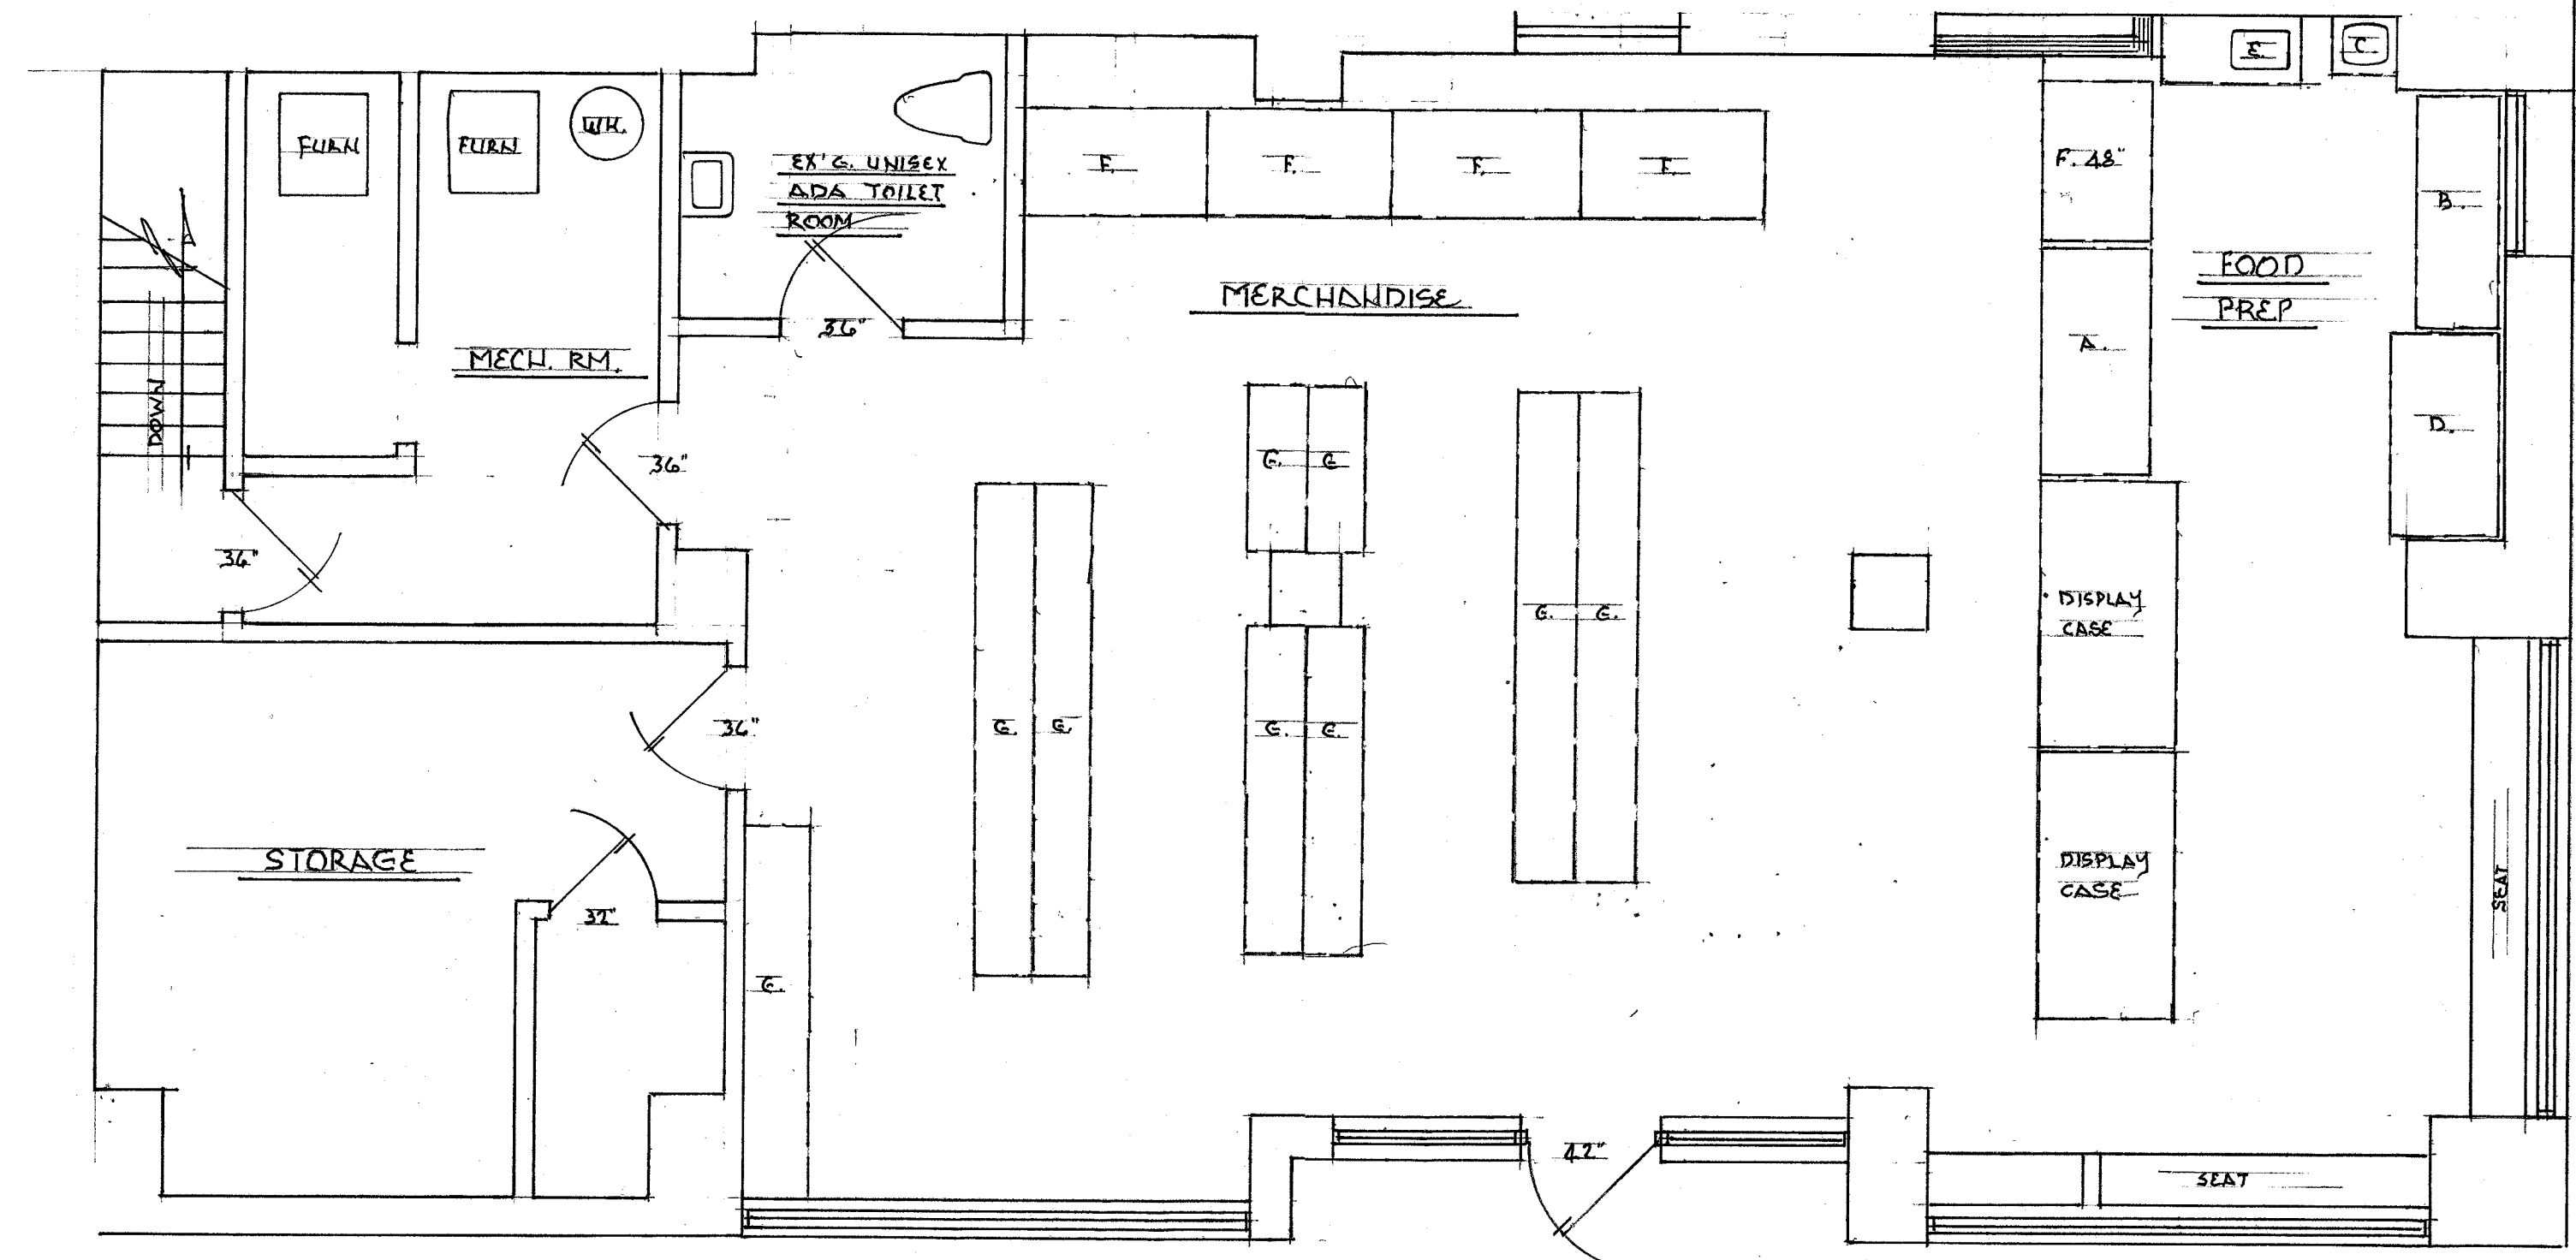 E.
C
FURN
FURN
WH.
EX'G. UNISEX
ADA TOILET
ROOM
36"
F.
F.
F.
F.
F. 48"
B.
FOOD
PREP
MERCHANDISE
A.
D.
MECH. RM.
DOWN
36"
36"
G. G
G. G.
DISPLAY
CASE
36"
G. G
G. G.
STORAGE
32"
DISPLAY
CASE
SEAT
G.
42"
SEAT